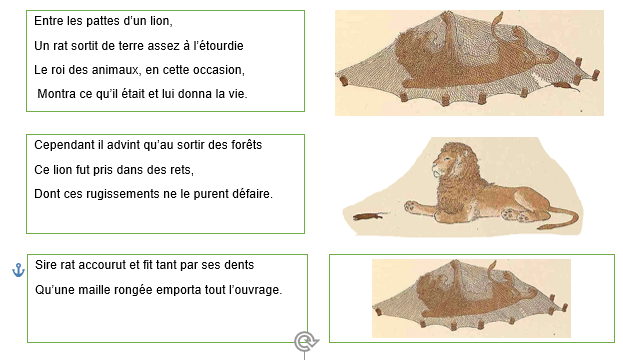 Entre les pattes d'un lion,
Un rat sortit de terre assez à l'étourdie
Le roi des animaux, en cette occasion,
Montra ce qu'il était et lui donna la vie.
Cependant il advint qu'au sortir des forêts
Ce lion fut pris dans des rets,
Dont ces rugissements ne le purent défaire.
Sire rat accourut et fit tant par ses dents
Qu'une maille rongée emporta tout l'ouvrage.